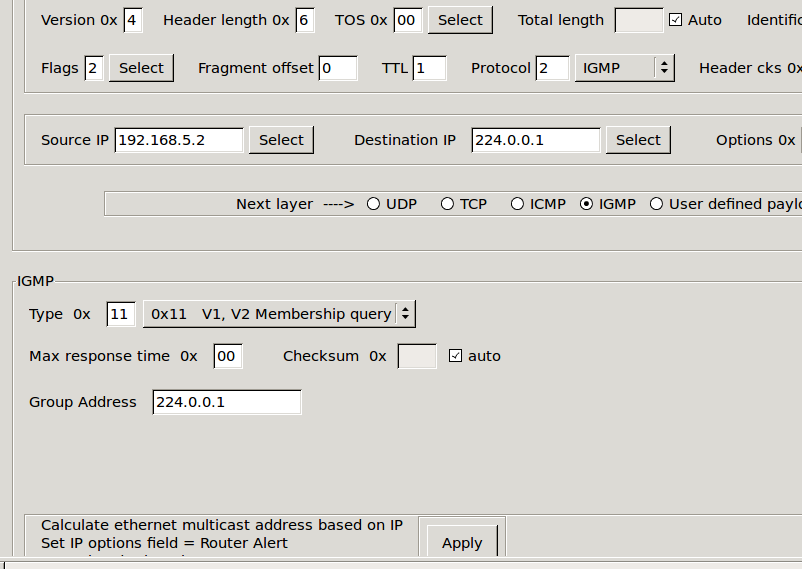 Version 0x 4 Header length 0x 6 TOS 0x 00 Select Total length Auto
Flags 2 Select Fragment offset 0 TTL 1 Protocol 2 IGMP Header cks 0x
Source IP 192.168.5.2 Select Destination IP 224.0.0.1 Select Options 0x
Next layer ----> UDP TCP ICMP IGMP User defined
IGMP
Type 0x 11 0x11 V1, V2 Membership query
Max response time 0x 00 Checksum 0x auto
Group Address 224.0.0.1
Calculate ethernet multicast address based on IP
Set IP options field = Router Alert
Apply